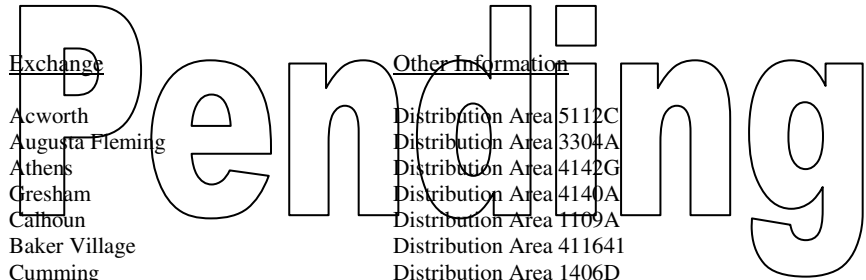 Pending
Exchange Other Information
Acworth Distribution Area 5112C
Augusta Fleming Distribution Area 3304A
Athens Distribution Area 4142G
Gresham Distribution Area 4140A
Calhoun Distribution Area 1109A
Baker Village Distribution Area 411641
Cumming Distribution Area 1406D